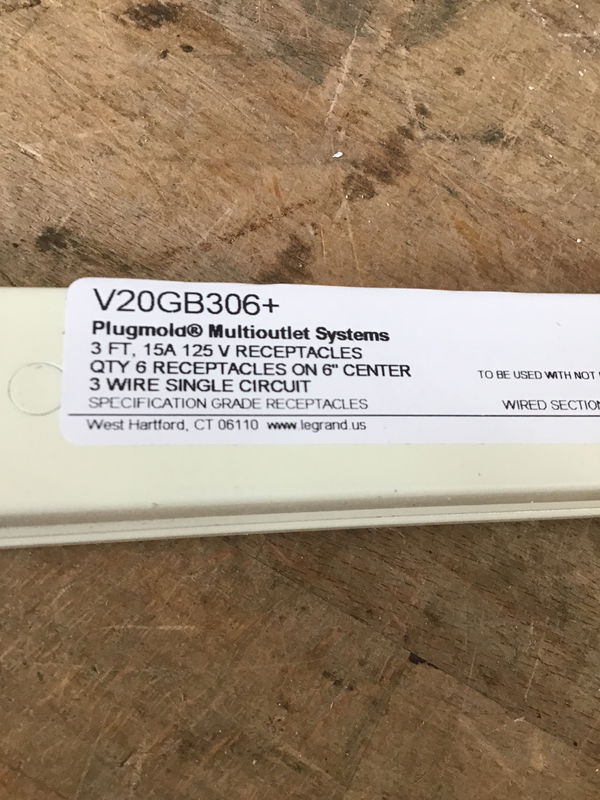 V20GB306+
Plugmold® Multioutlet Systems
3 FT, 15A 125 V RECEPTACLES
QTY 6 RECEPTACLES ON 6" CENTER
3 WIRE SINGLE CIRCUIT
SPECIFICATION GRADE RECEPTACLES
West Hartford, CT 06110 www.legrand.us
TO BE USED WITH NOT
WIRED SECTION